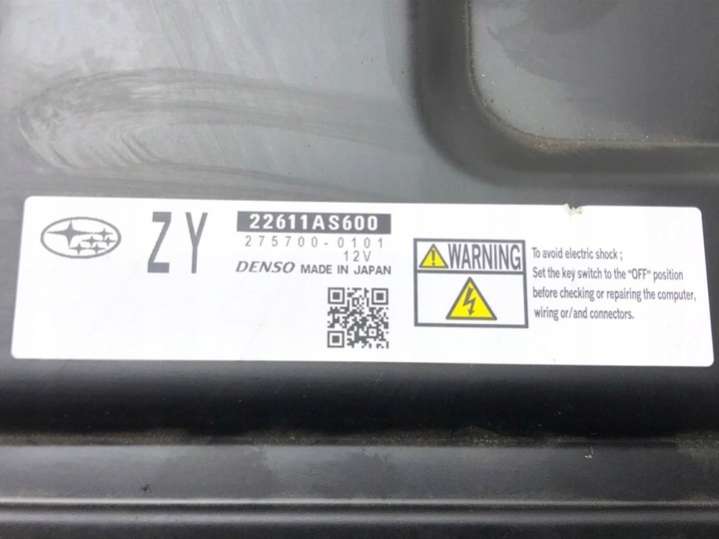 ZY
22611AS600
275700-0101
12V
DENSO MADE IN JAPAN
WARNING
To avoid electric shock ;
Set the key switch to the "OFF" position
before checking or repairing the computer,
wiring or/and connectors.